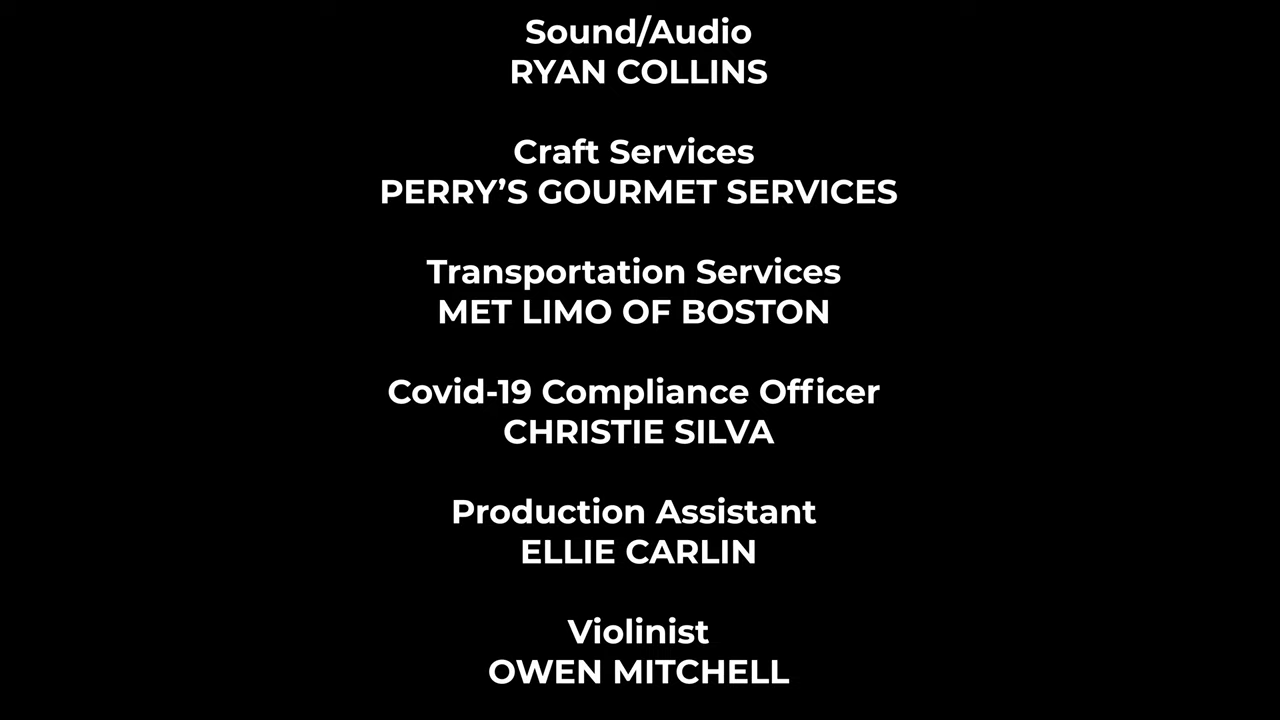 Sound/Audio
RYAN COLLINS
Craft Services
PERRY’S GOURMET SERVICES
Transportation Services
MET LIMO OF BOSTON
Covid-19 Compliance Officer
CHRISTIE SILVA
Production Assistant
ELLIE CARLIN
Violinist
OWEN MITCHELL